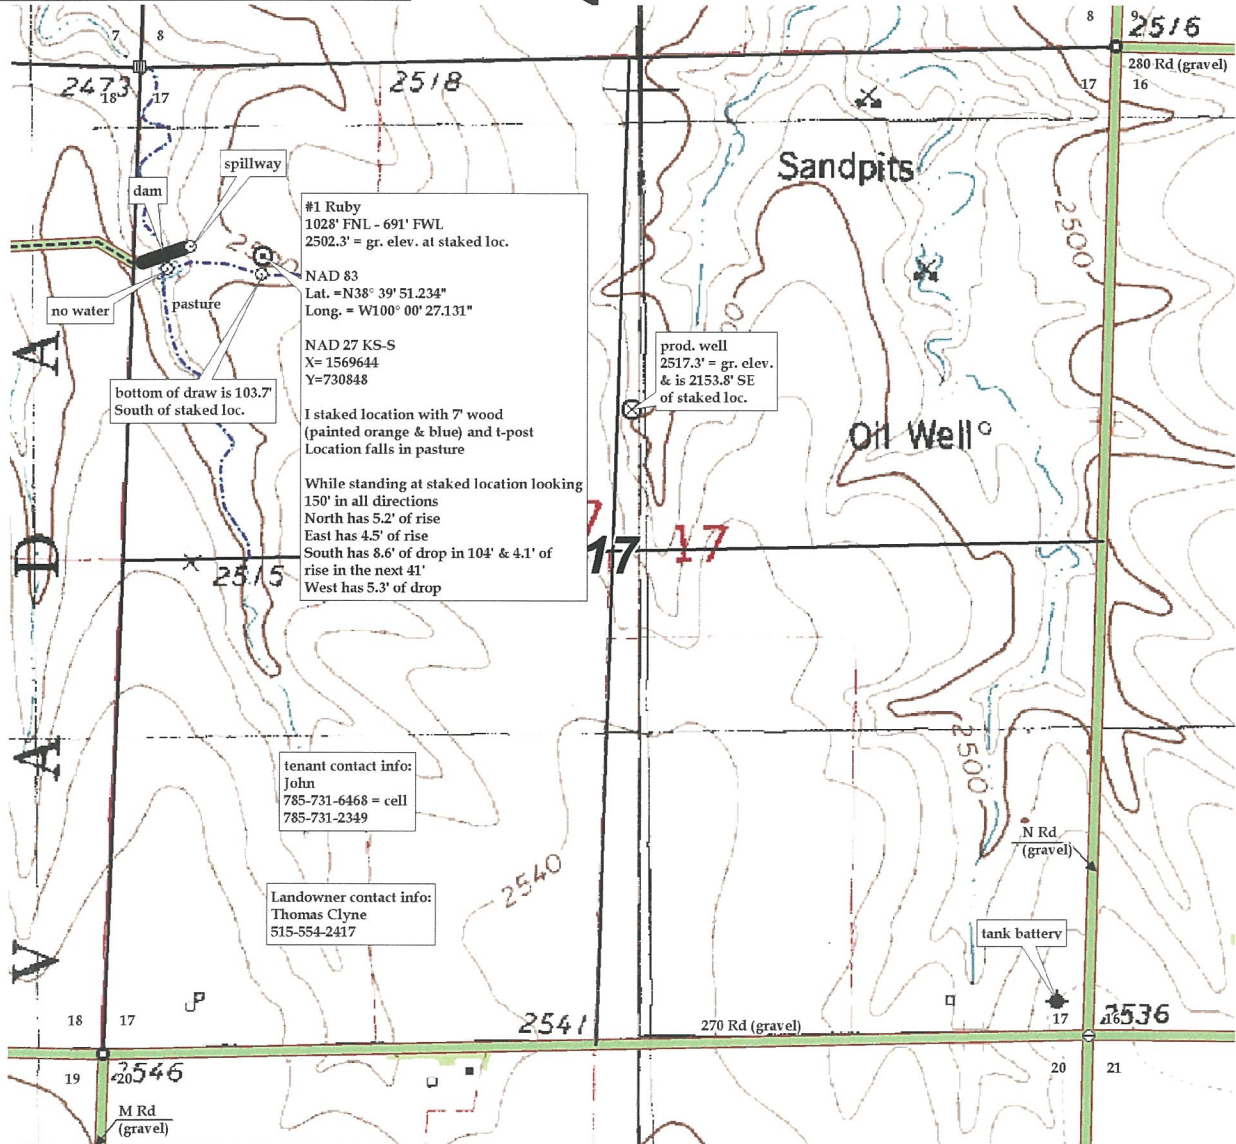 7 8
8 9
2516
280 Rd (gravel)
2473
18 17
2518
17 16
Sandpits
spillway
dam
#1 Ruby
1028' FNL - 691' FWL
2502.3' = gr. elev. at staked loc.
NAD 83
Lat. =N38° 39' 51.234"
Long. = W100° 00' 27.131"
NAD 27 KS-S
X= 1569644
Y=730848
I staked location with 7' wood
(painted orange & blue) and t-post
Location falls in pasture
While standing at staked location looking
150' in all directions
North has 5.2' of rise
East has 4.5' of rise
South has 8.6' of drop in 104' & 4.1' of
rise in the next 41'
West has 5.3' of drop
2500
no water
pasture
bottom of draw is 103.7'
South of staked loc.
prod. well
2517.3' = gr. elev.
& is 2153.8' SE
of staked loc.
Oil Well
A
D
A
V
17
17
2515
2500
tenant contact info:
John
785-731-6468 = cell
785-731-2349
N Rd
(gravel)
2540
Landowner contact info:
Thomas Clyne
515-554-2417
tank battery
18 17
2541
270 Rd (gravel)
17 16
2536
19 20
2546
20 21
M Rd
(gravel)